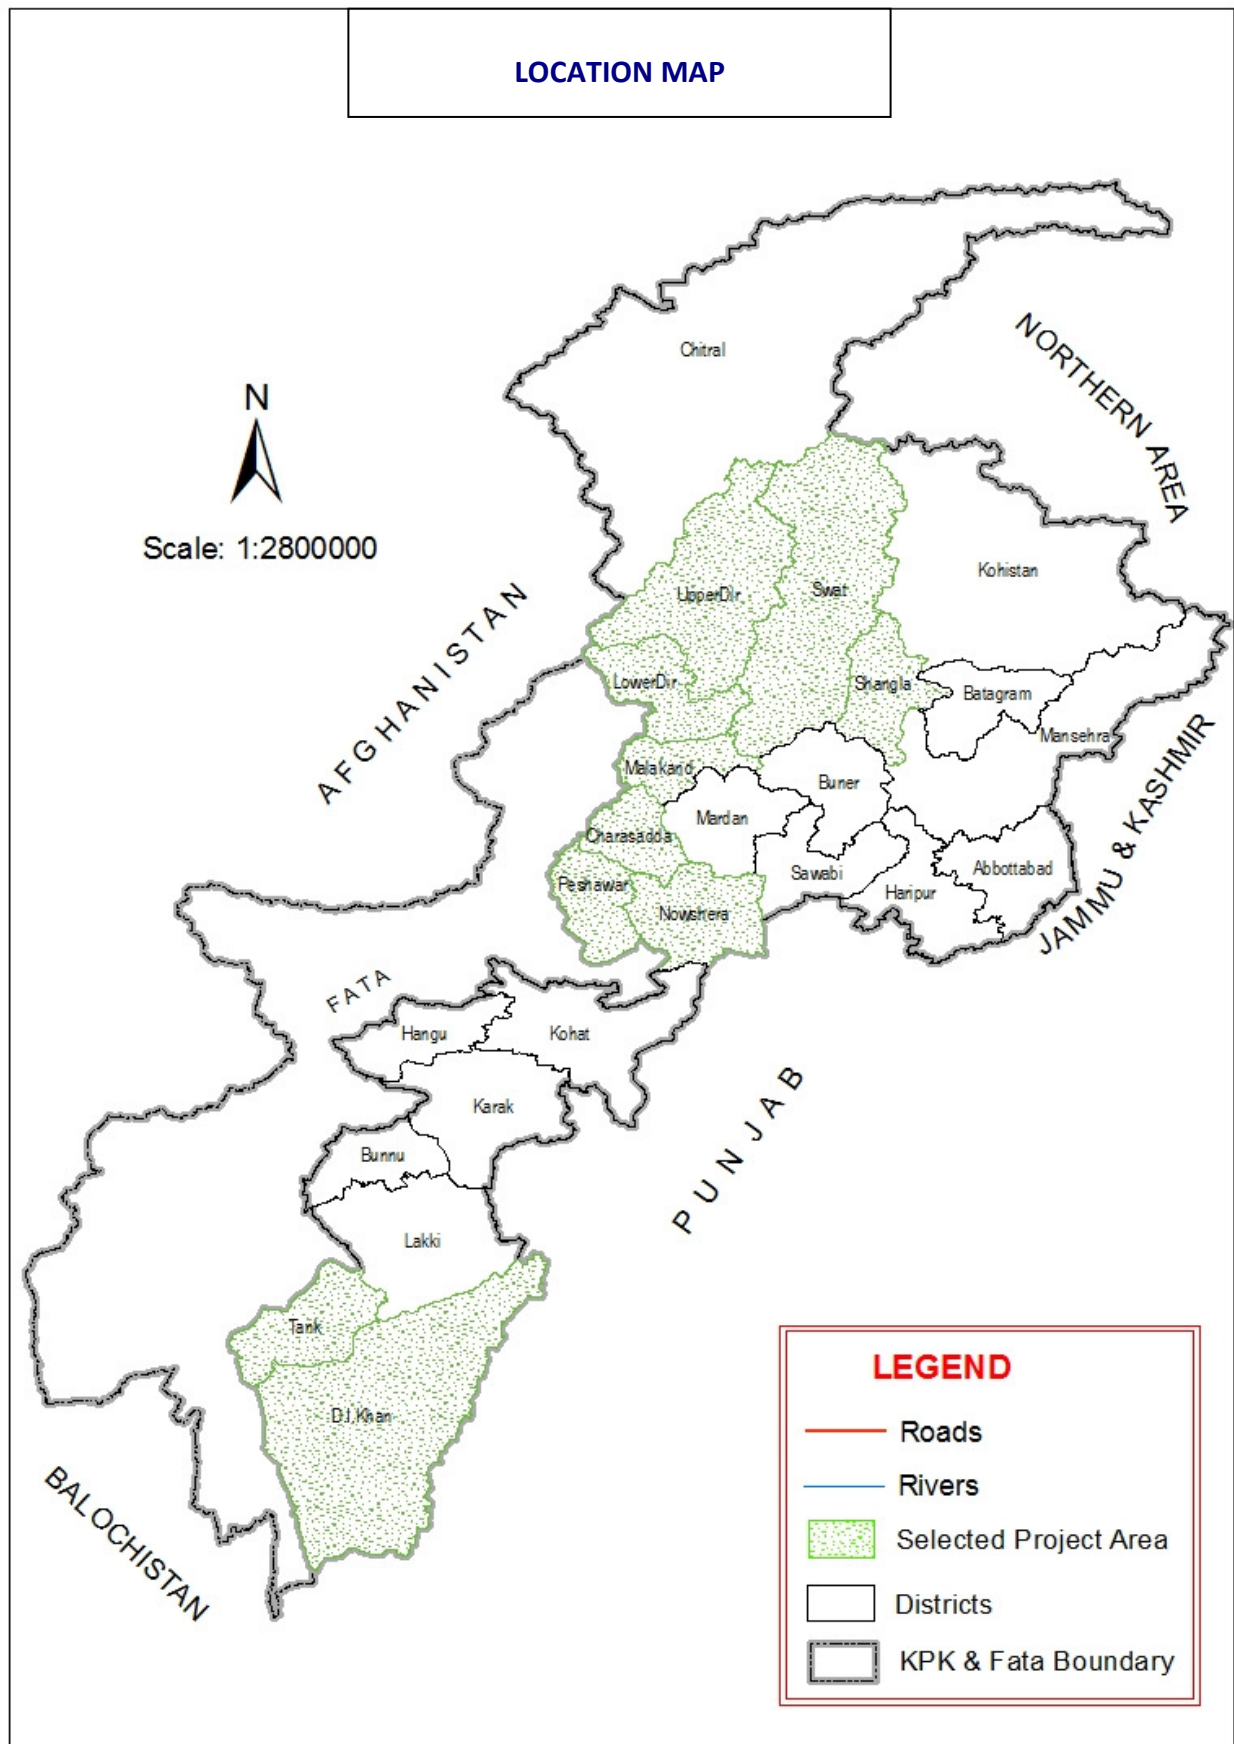 LOCATION MAP
Chitral
NORTHERN AREA
N
Scale: 1:2800000
Kohistan
UpperDir
Swat
AFGHANISTAN
LowerDir
Shangla
Batagram
Mansehra
Malakand
Buner
JAMMU & KASHMIR
Mardan
Charasadda
Sawabi
Abbottabad
Peshawar
Haripur
Nowshera
FATA
Hangu
Kohat
Karak
PUNJAB
Bunnu
Lakki
Tank
D.I.Khan
BALOCHISTAN
LEGEND
Roads
Rivers
Selected Project Area
Districts
KPK & Fata Boundary